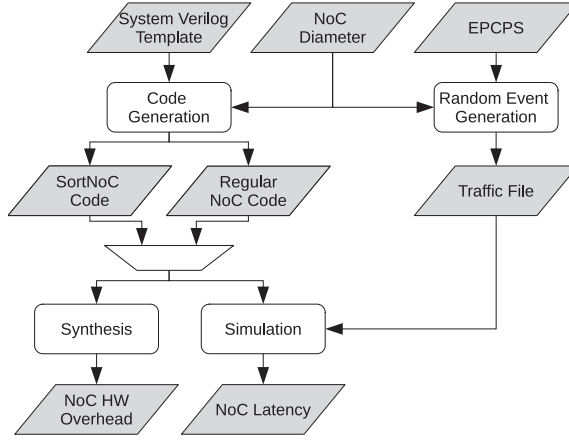 System Verilog
Template
NoC
Diameter
EPCPS
Code
Generation
Random Event
Generation
SortNoC
Code
Regular
NoC Code
Traffic File
Synthesis
Simulation
NoC HW
Overhead
NoC Latency